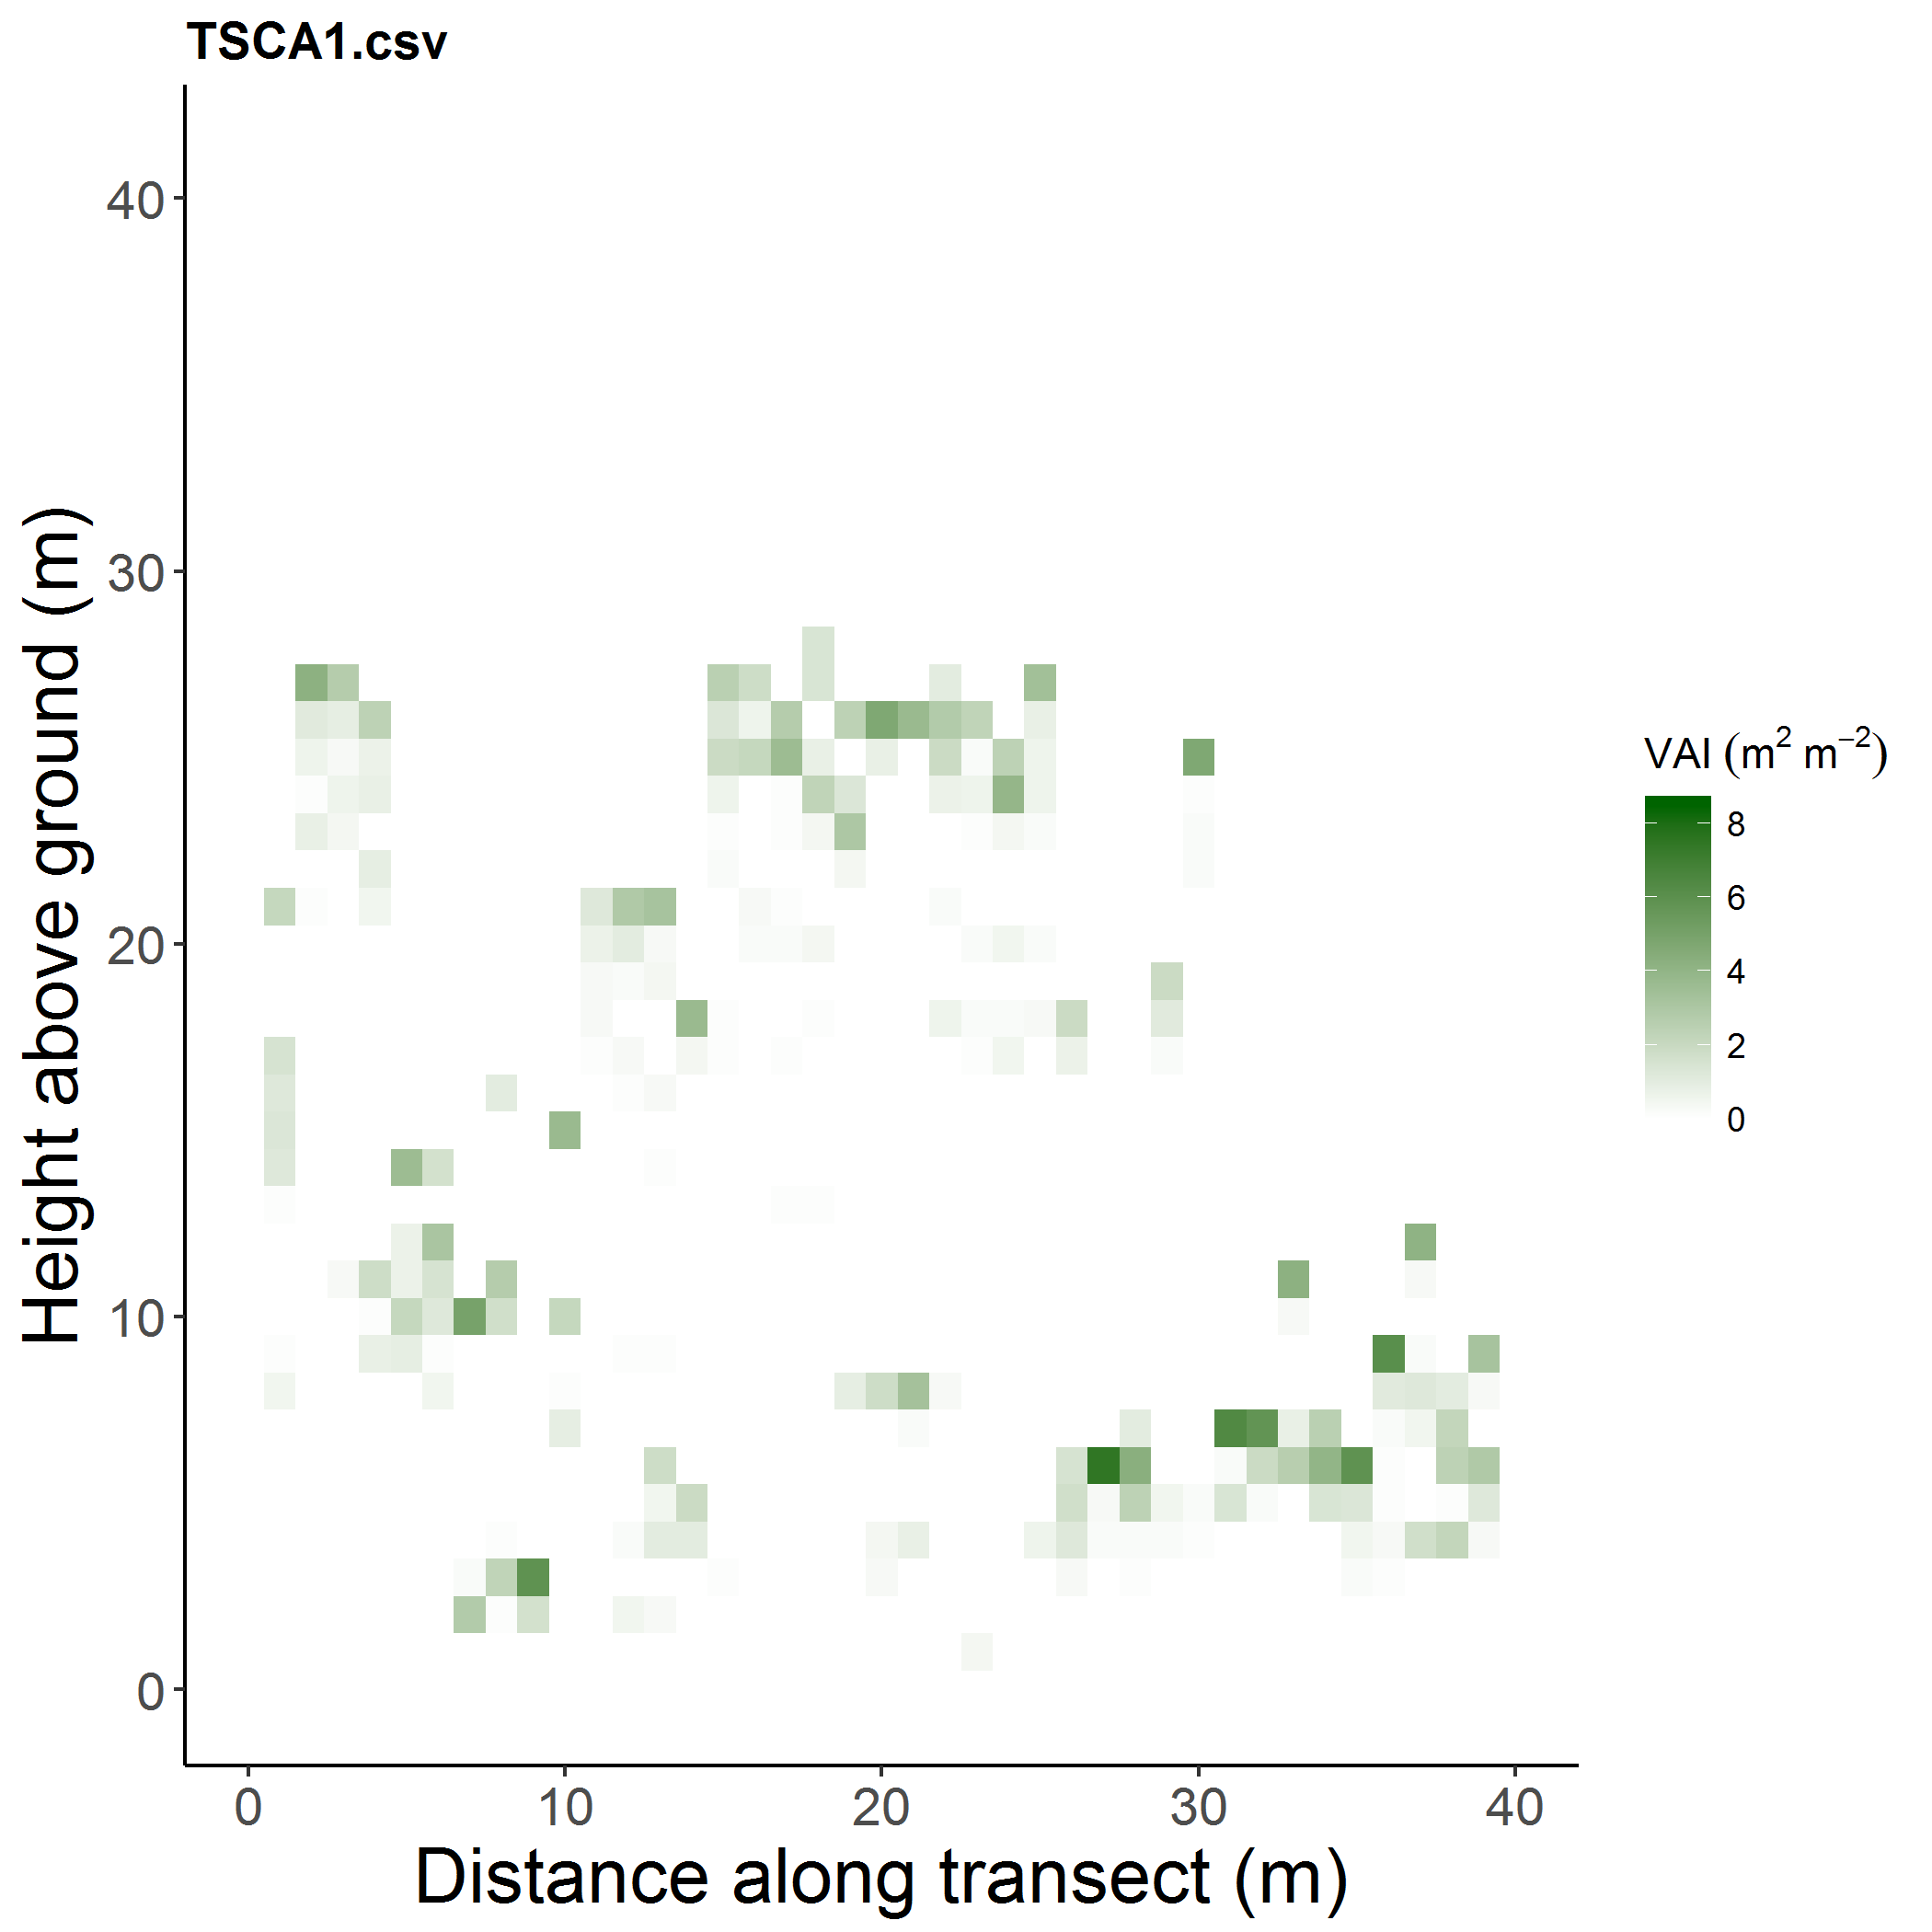 TSCA1.csv
40
30
20
10
0
Height above ground (m)
0 10 20 30 40
Distance along transect (m)
VAI (m² m⁻²)
8
6
4
2
0